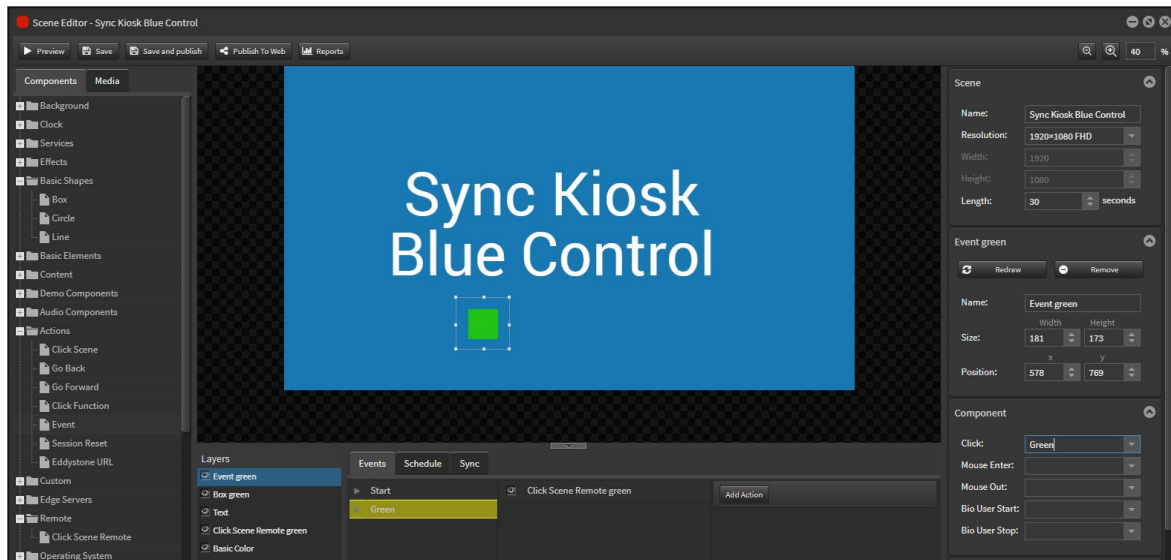 Scene Editor - Sync Kiosk Blue Control
Preview Save Save and publish Publish To Web Reports 40 %
Components Media
Background
Clock
Services
Effects
Basic Shapes
Box
Circle
Line
Basic Elements
Content
Demo Components
Audio Components
Actions
Click Scene
Go Back
Go Forward
Click Function
Event
Session Reset
Eddystone URL
Custom
Edge Servers
Remote
Click Scene Remote
Operating System
Sync Kiosk
Blue Control
Layers
Event green
Box green
Text
Click Scene Remote green
Basic Color
Events Schedule Sync
Start
Green
Click Scene Remote green
Add Action
Scene
Name: Sync Kiosk Blue Control
Resolution: 1920×1080 FHD
Width: 1920
Height: 1080
Length: 30 seconds
Event green
Redraw Remove
Name: Event green
Width Height
Size: 181 173
x y
Position: 578 769
Component
Click: Green
Mouse Enter:
Mouse Out:
Bio User Start:
Bio User Stop: